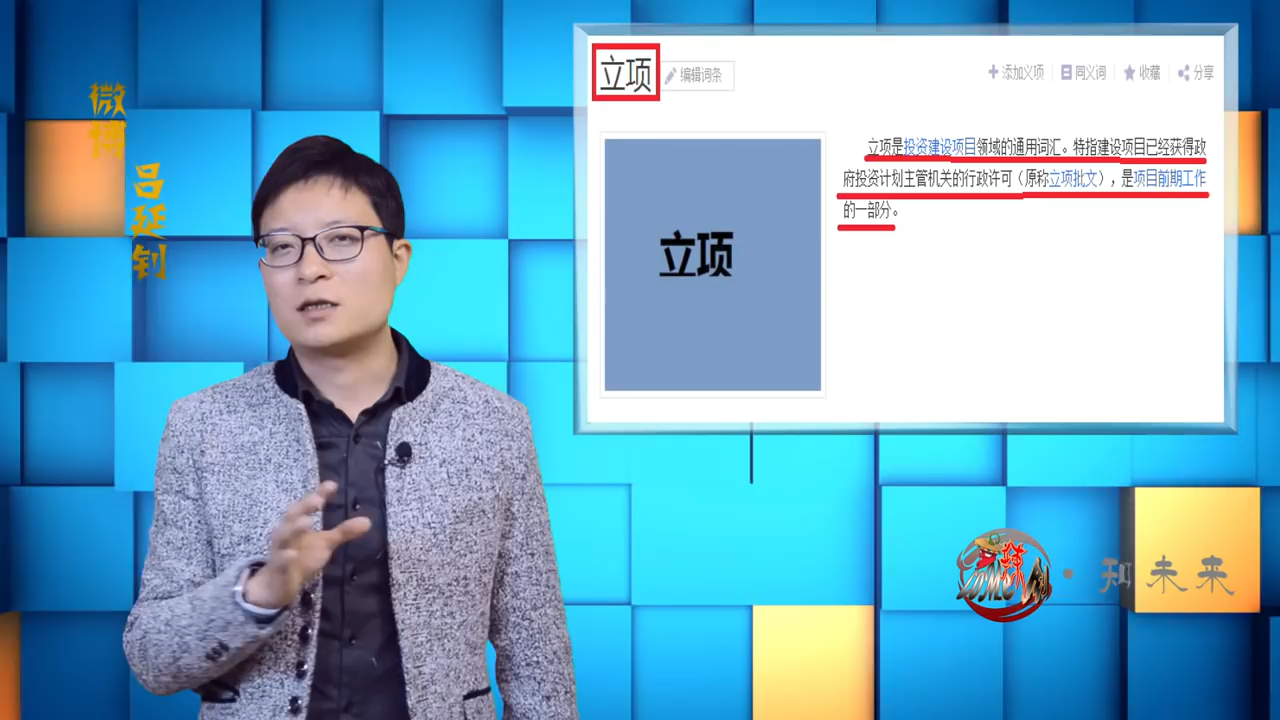 微博
吕延钊
立项
编辑词条
添加义项
同义词
收藏
分享
立项是投资建设项目领域的通用词汇。特指建设项目已经获得政
府投资计划主管机关的行政许可（原称立项批文），是项目前期工作
的一部分。
立项
知未来